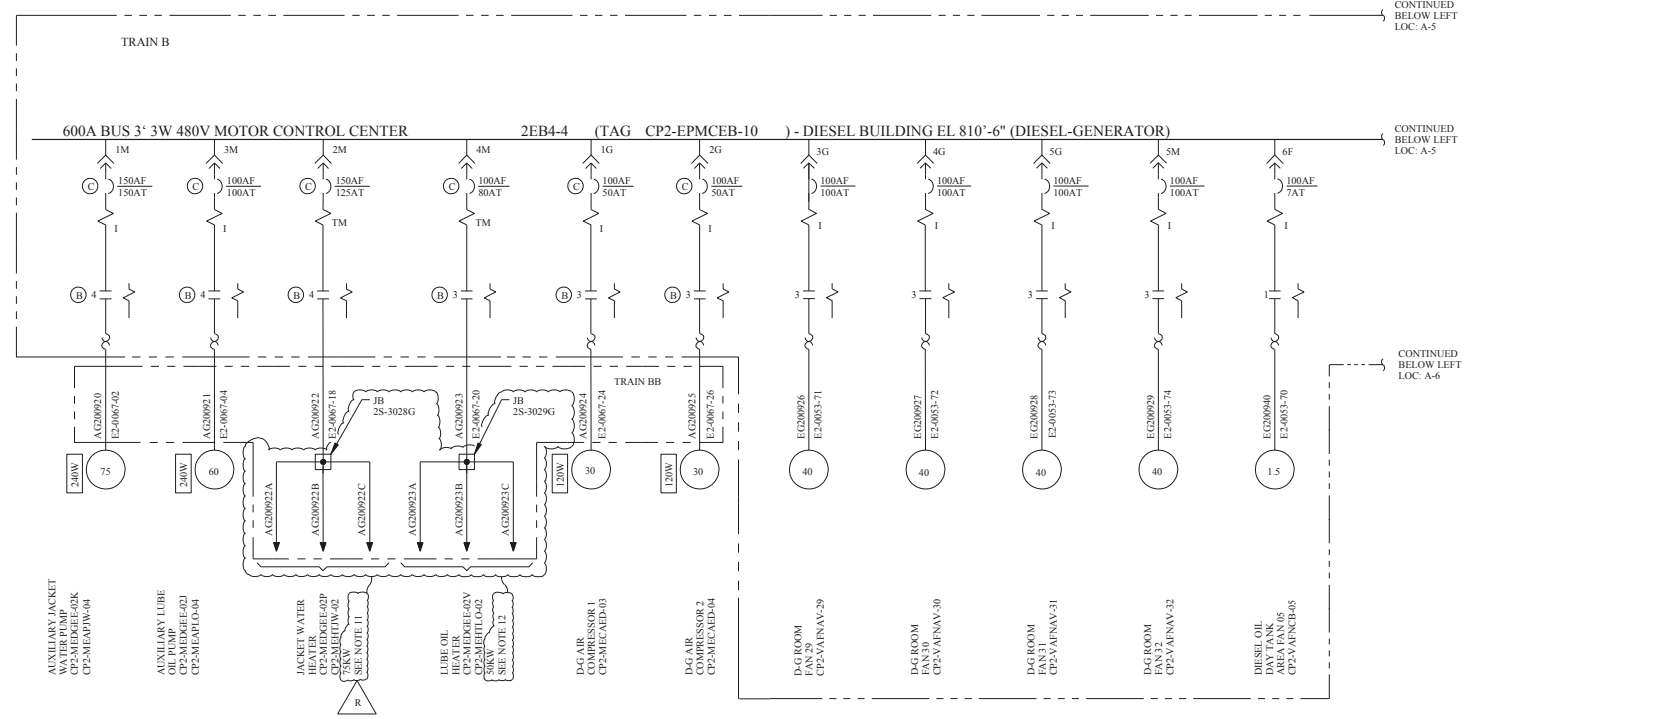 CONTINUED
BELOW LEFT
LOC: A-5
TRAIN B
600A BUS 3‘ 3W 480V MOTOR CONTROL CENTER 2EB4-4 (TAG CP2-EPMCEB-10 ) - DIESEL BUILDING EL 810’-6" (DIESEL-GENERATOR)
CONTINUED
BELOW LEFT
LOC: A-5
1M
3M
2M
4M
1G
2G
3G
4G
5G
5M
6F
C
150AF
150AT
C
100AF
100AT
C
150AF
125AT
C
100AF
80AT
C
100AF
50AT
C
100AF
50AT
100AF
100AT
100AF
100AT
100AF
100AT
100AF
100AT
100AF
7AT
I
I
TM
TM
I
I
I
I
I
I
I
B 4
B 4
B 4
B 3
B 3
B 3
3
3
3
3
1
CONTINUED
BELOW LEFT
LOC: A-6
TRAIN BB
AG200920
E2-0067-02
AG200921
E2-0067-04
AG200922
E2-0067-18
JB
2S-3028G
AG200923
E2-0067-20
JB
2S-3029G
AG200924
E2-0067-24
AG200925
E2-0067-26
EG200926
E2-0053-71
EG200927
E2-0053-72
EG200928
E2-0053-73
EG200929
E2-0053-74
EG200940
E2-0053-70
240W
75
240W
60
120W
30
120W
30
40
40
40
40
1.5
AG200922A
AG200922B
AG200922C
AG200923A
AG200923B
AG200923C
AUXILIARY JACKET
WATER PUMP
CP2-MEDGEE-02K
CP2-MEAPJW-04
AUXILIARY LUBE
OIL PUMP
CP2-MEDGEE-02J
CP2-MEAPLO-04
JACKET WATER
HEATER
CP2-MEDGEE-02P
CP2-MEHTJW-02
75KW
SEE NOTE 11
LUBE OIL
HEATER
CP2-MEDGEE-02V
CP2-MEHTLO-02
50KW
SEE NOTE 12
D-G AIR
COMPRESSOR 1
CP2-MECAED-03
D-G AIR
COMPRESSOR 2
CP2-MECAED-04
D-G ROOM
FAN 29
CP2-VAFNAV-29
D-G ROOM
FAN 30
CP2-VAFNAV-30
D-G ROOM
FAN 31
CP2-VAFNAV-31
D-G ROOM
FAN 32
CP2-VAFNAV-32
DIESEL OIL
DAY TANK
AREA FAN 05
CP2-VAFNCB-05
R